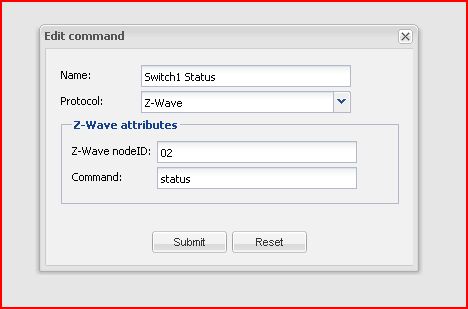 Edit command
Name: Switch1 Status
Protocol: Z-Wave
Z-Wave attributes
Z-Wave nodeID: 02
Command: status
Submit Reset